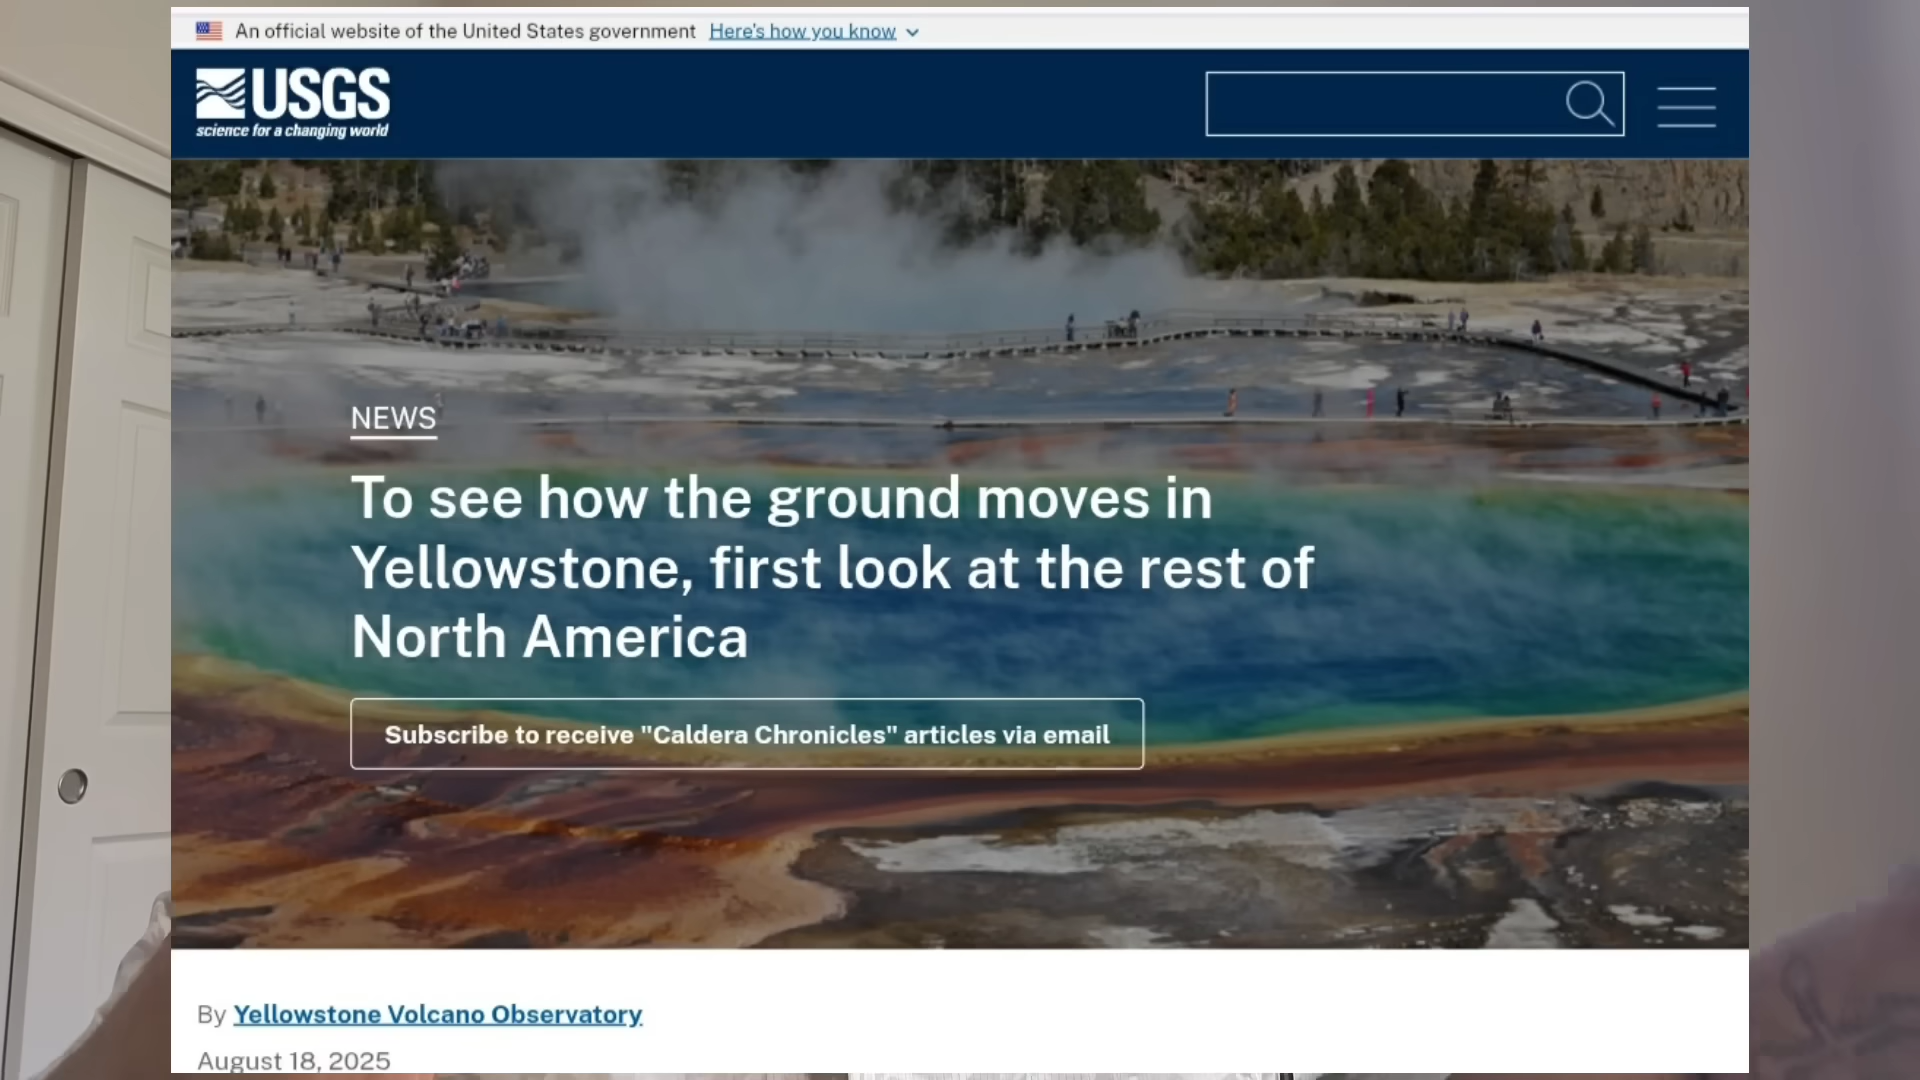 An official website of the United States government Here's how you know
USGS
science for a changing world
NEWS
To see how the ground moves in
Yellowstone, first look at the rest of
North America
Subscribe to receive "Caldera Chronicles" articles via email
By Yellowstone Volcano Observatory
August 18, 2025